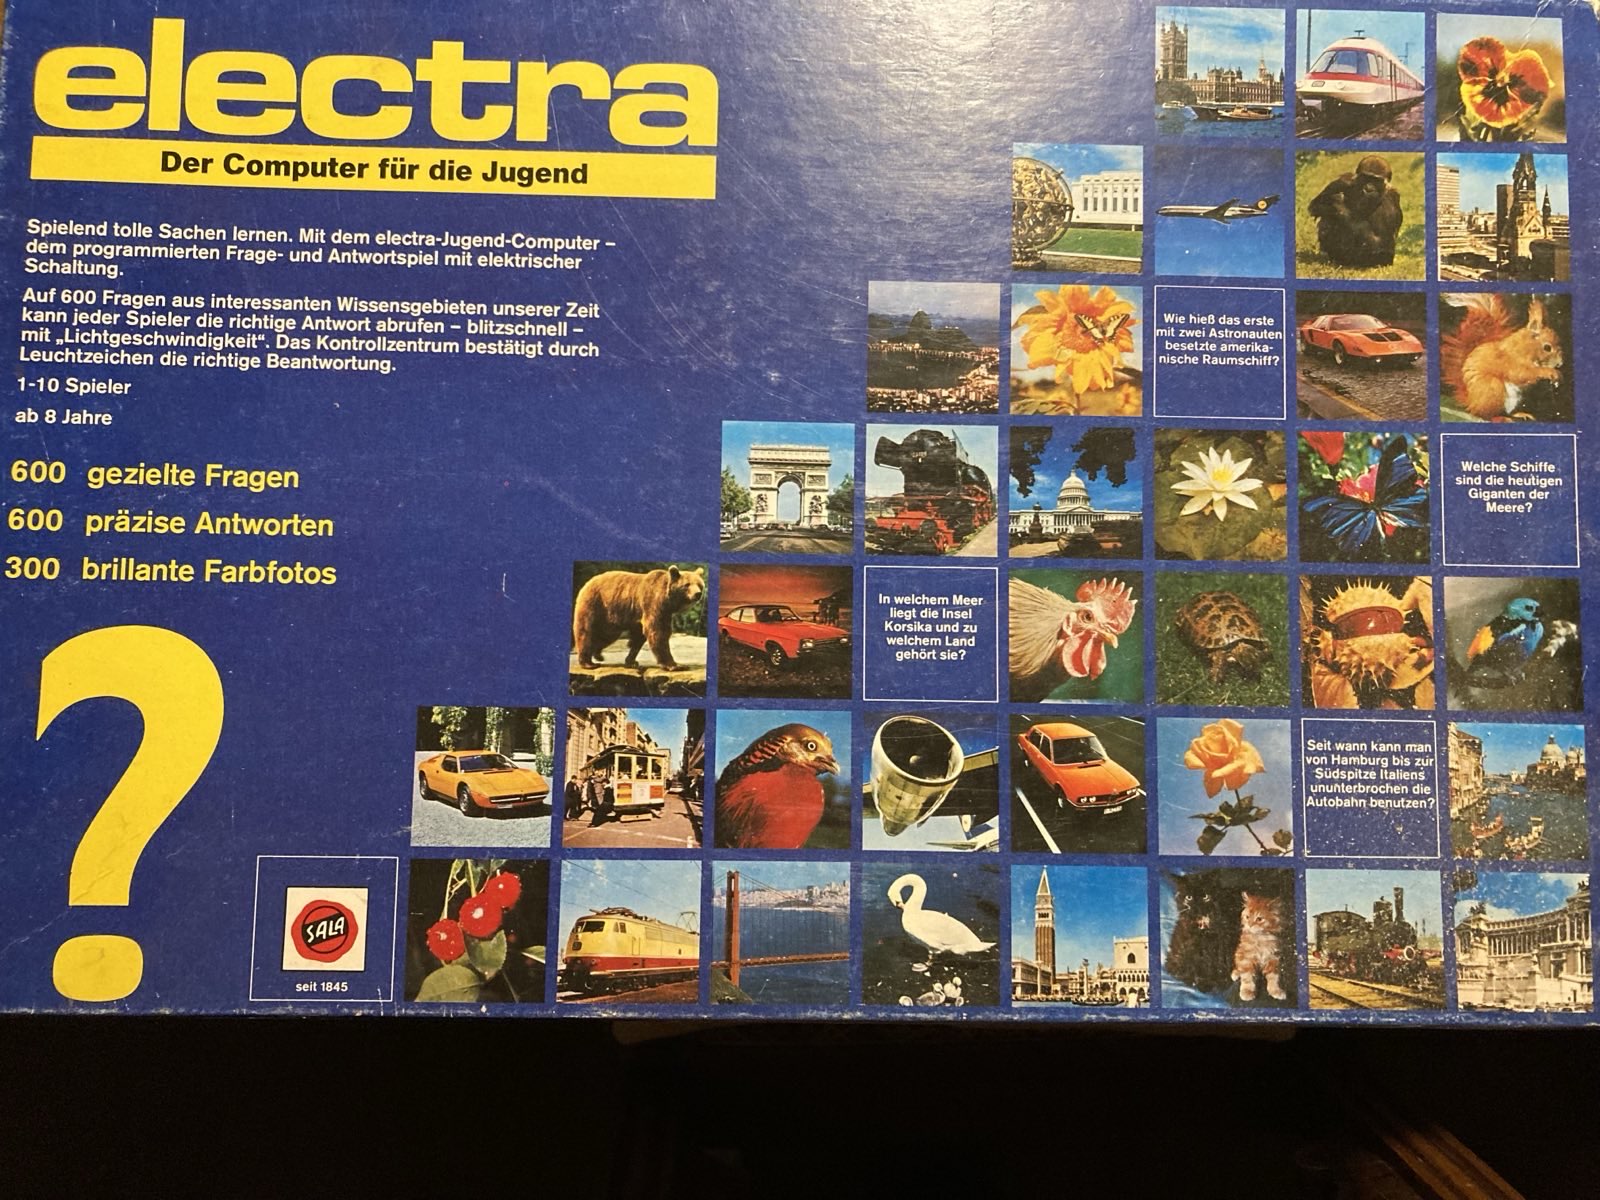 electra
Der Computer für die Jugend
Spielend tolle Sachen lernen. Mit dem electra-Jugend-Computer –
dem programmierten Frage- und Antwortspiel mit elektrischer
Schaltung.
Auf 600 Fragen aus interessanten Wissensgebieten unserer Zeit
kann jeder Spieler die richtige Antwort abrufen – blitzschnell –
mit „Lichtgeschwindigkeit“. Das Kontrollzentrum bestätigt durch
Leuchtzeichen die richtige Beantwortung.
1-10 Spieler
ab 8 Jahre
600 gezielte Fragen
600 präzise Antworten
300 brillante Farbfotos
?
SALA
seit 1845
Wie hieß das erste
mit zwei Astronauten
besetzte amerika-
nische Raumschiff?
Welche Schiffe
sind die heutigen
Giganten der
Meere?
In welchem Meer
liegt die Insel
Korsika und zu
welchem Land
gehört sie?
Seit wann kann man
von Hamburg bis zur
Südspitze Italiens
ununterbrochen die
Autobahn benutzen?